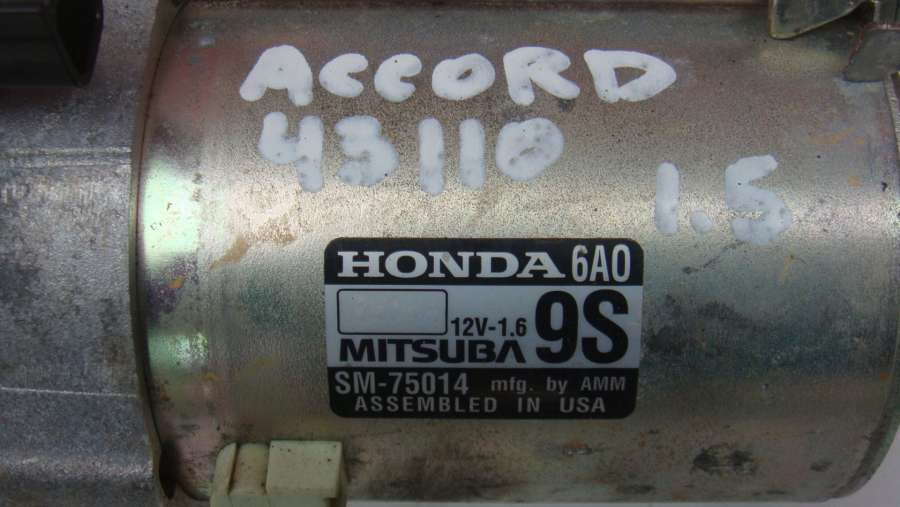 ACCORD
43110
1.5
HONDA 6A0
12V-1.6 9S
MITSUBA
SM-75014 mfg. by AMM
ASSEMBLED IN USA